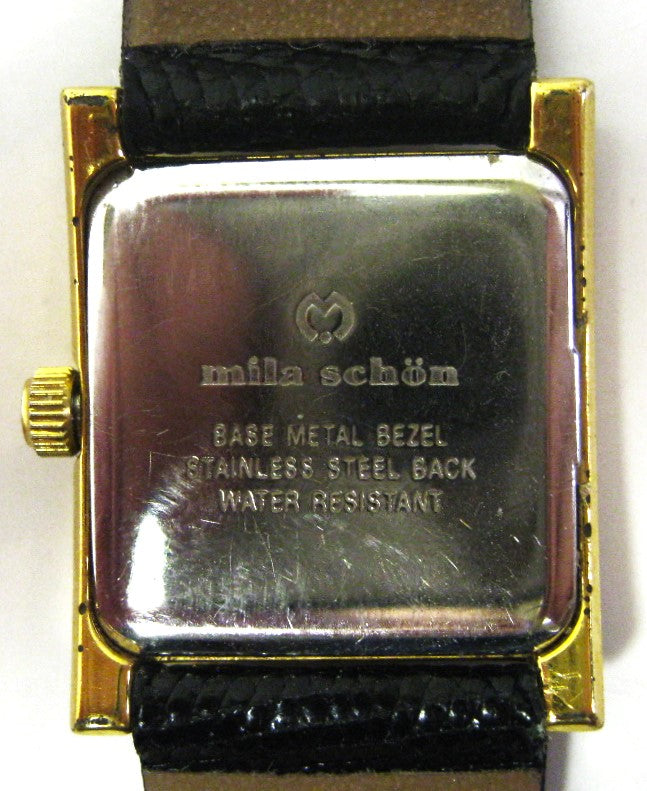 mila schön
BASE METAL BEZEL
STAINLESS STEEL BACK
WATER RESISTANT